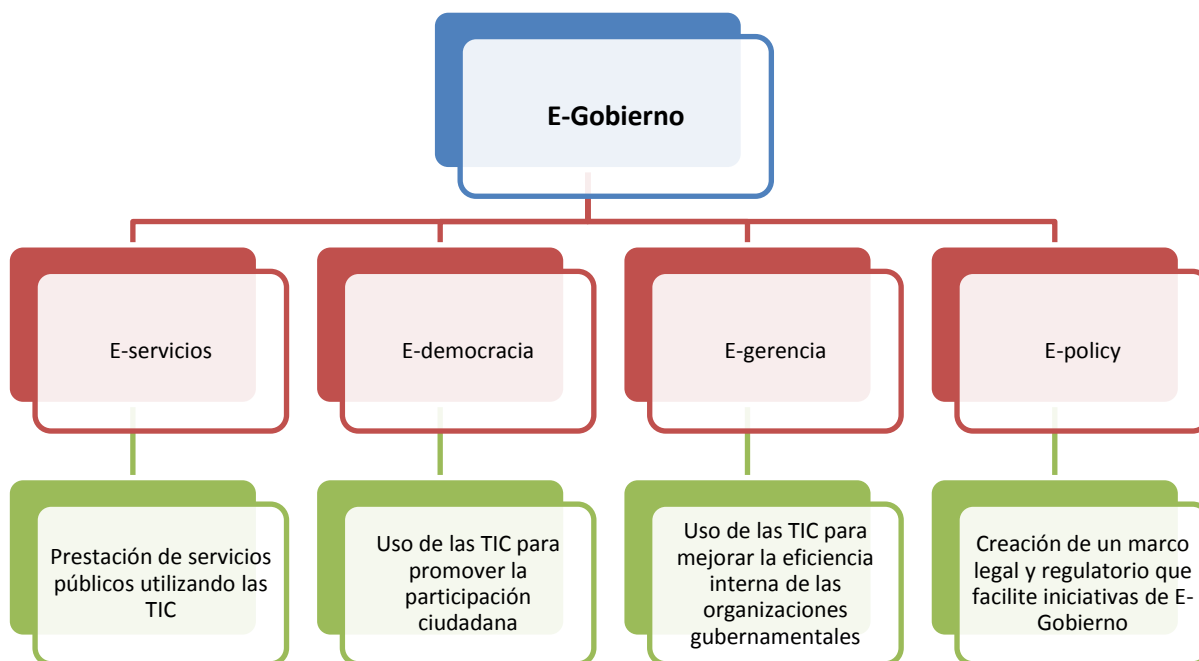 E-Gobierno
E-servicios
E-democracia
E-gerencia
E-policy
Prestación de servicios
públicos utilizando las
TIC
Uso de las TIC para
promover la
participación
ciudadana
Uso de las TIC para
mejorar la eficiencia
interna de las
organizaciones
gubernamentales
Creación de un marco
legal y regulatorio que
facilite iniciativas de E-
Gobierno